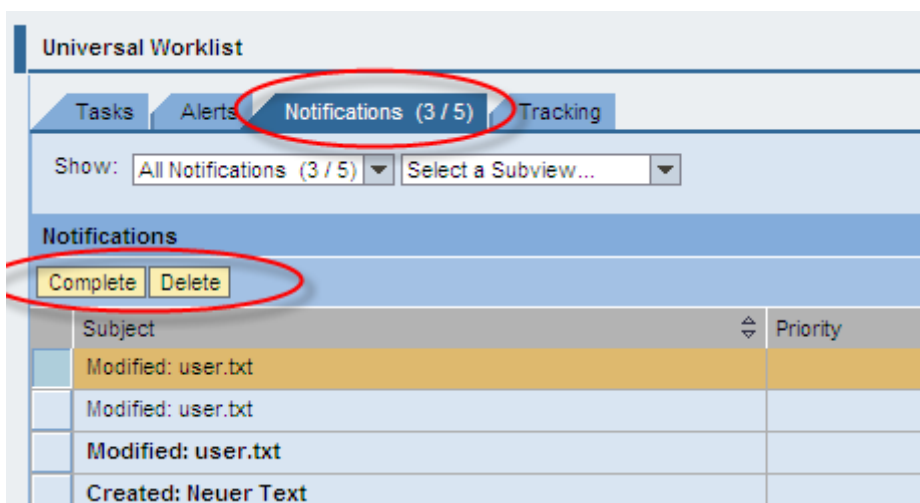 Universal Worklist
Tasks Alerts Notifications (3 / 5) Tracking
Show: All Notifications (3 / 5) Select a Subview...
Notifications
Complete Delete
Subject Priority
Modified: user.txt
Modified: user.txt
Modified: user.txt
Created: Neuer Text